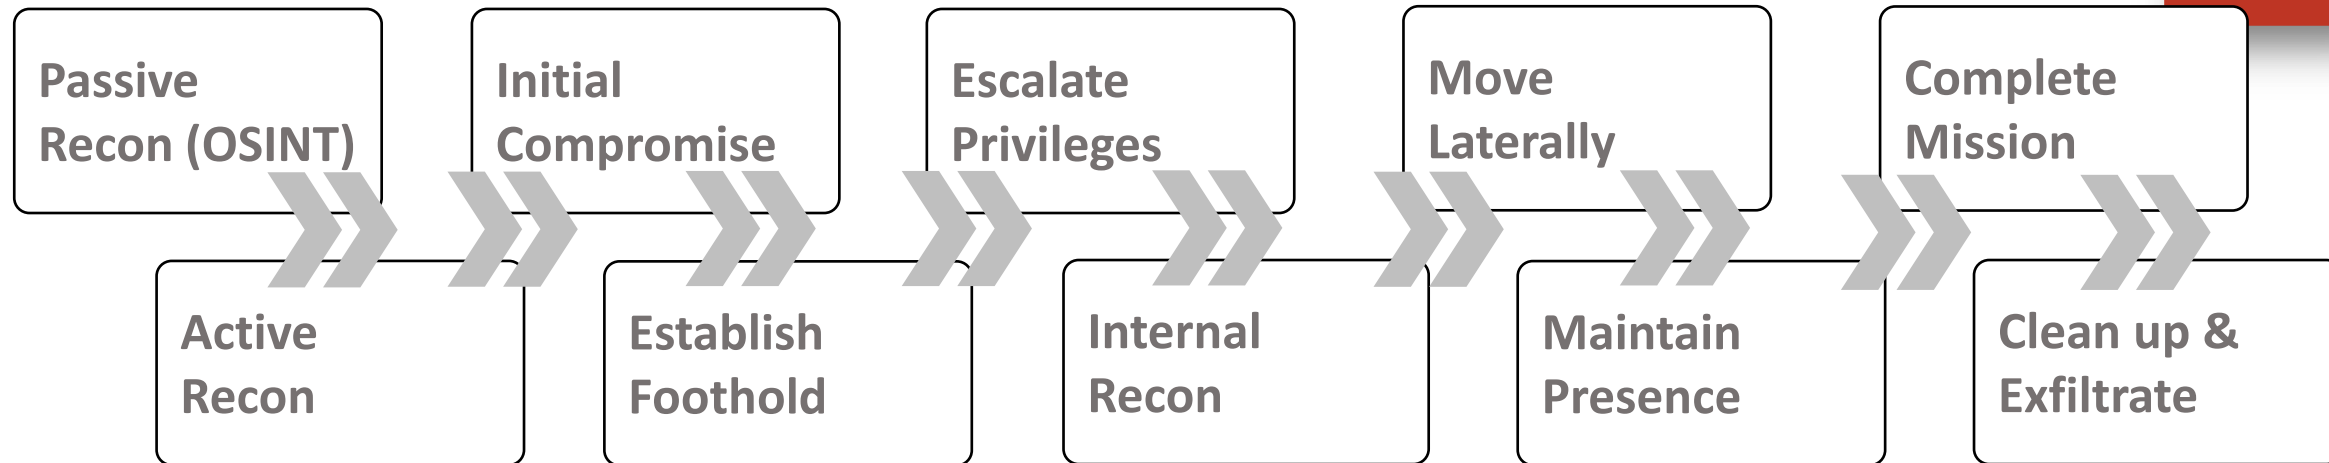 Passive
Recon (OSINT)
Active
Recon
Initial
Compromise
Establish
Foothold
Escalate
Privileges
Internal
Recon
Move
Laterally
Maintain
Presence
Complete
Mission
Clean up &
Exfiltrate